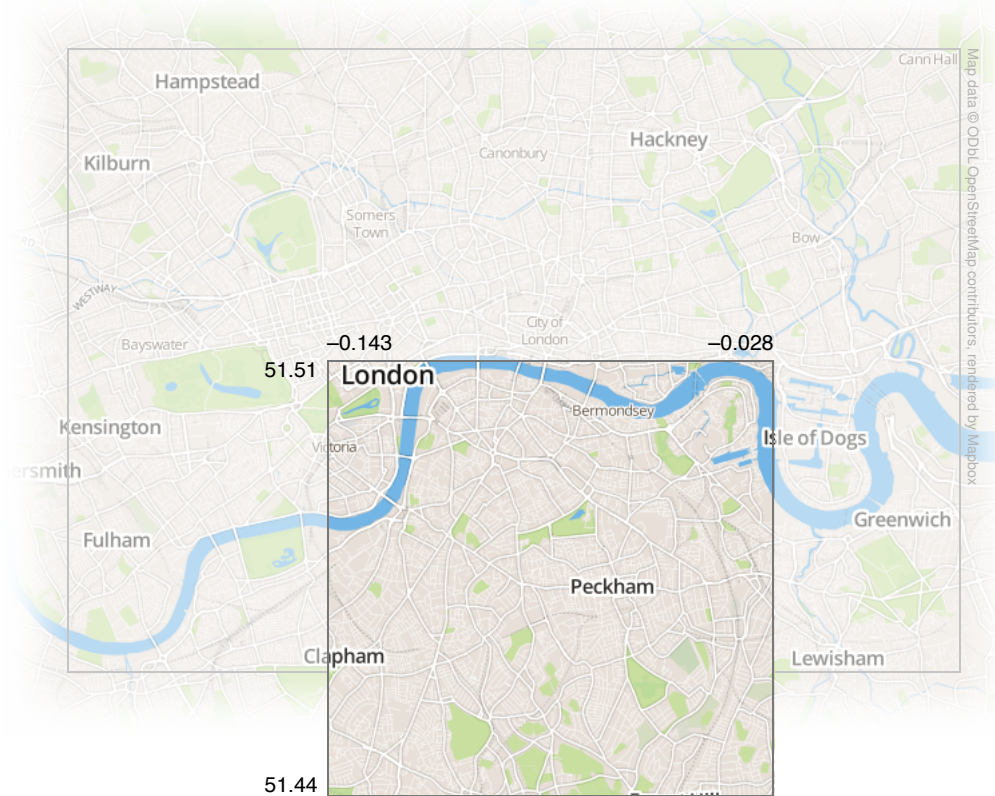 Cann Hall
Hampstead
Hackney
Canonbury
Kilburn
Somers
Town
Bow
WESTWAY
City of
London
Bayswater
–0.143
–0.028
51.51
London
Bermondsey
Kensington
Victoria
Isle of Dogs
ersmith
Greenwich
Fulham
Peckham
Clapham
Lewisham
51.44
Map data © ODbL OpenStreetMap contributors, rendered by Mapbox